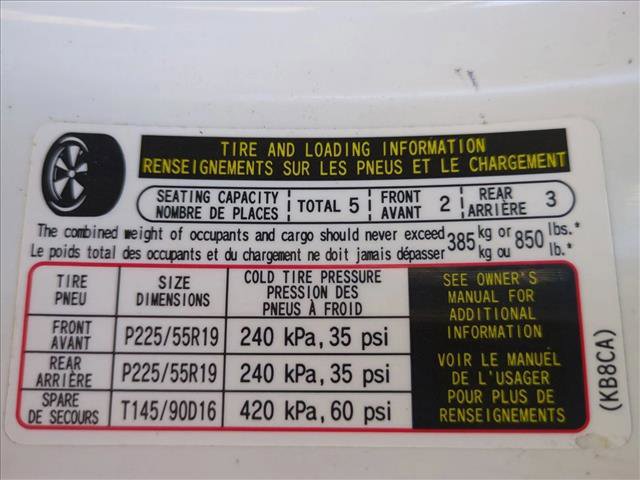 TIRE AND LOADING INFORMATION
RENSEIGNEMENTS SUR LES PNEUS ET LE CHARGEMENT
SEATING CAPACITY
NOMBRE DE PLACES
TOTAL 5
FRONT
AVANT
2
REAR
ARRIÈRE
3
The combined weight of occupants and cargo should never exceed 385 kg or 850 lbs.*
Le poids total des occupants et du chargement ne doit jamais dépasser kg ou lb.*
TIRE
PNEU
SIZE
DIMENSIONS
COLD TIRE PRESSURE
PRESSION DES
PNEUS À FROID
FRONT
AVANT
P225/55R19
240 kPa, 35 psi
REAR
ARRIÈRE
P225/55R19
240 kPa, 35 psi
SPARE
DE SECOURS
T145/90D16
420 kPa, 60 psi
SEE OWNER'S
MANUAL FOR
ADDITIONAL
INFORMATION
VOIR LE MANUEL
DE L'USAGER
POUR PLUS DE
RENSEIGNEMENTS
(KB8CA)